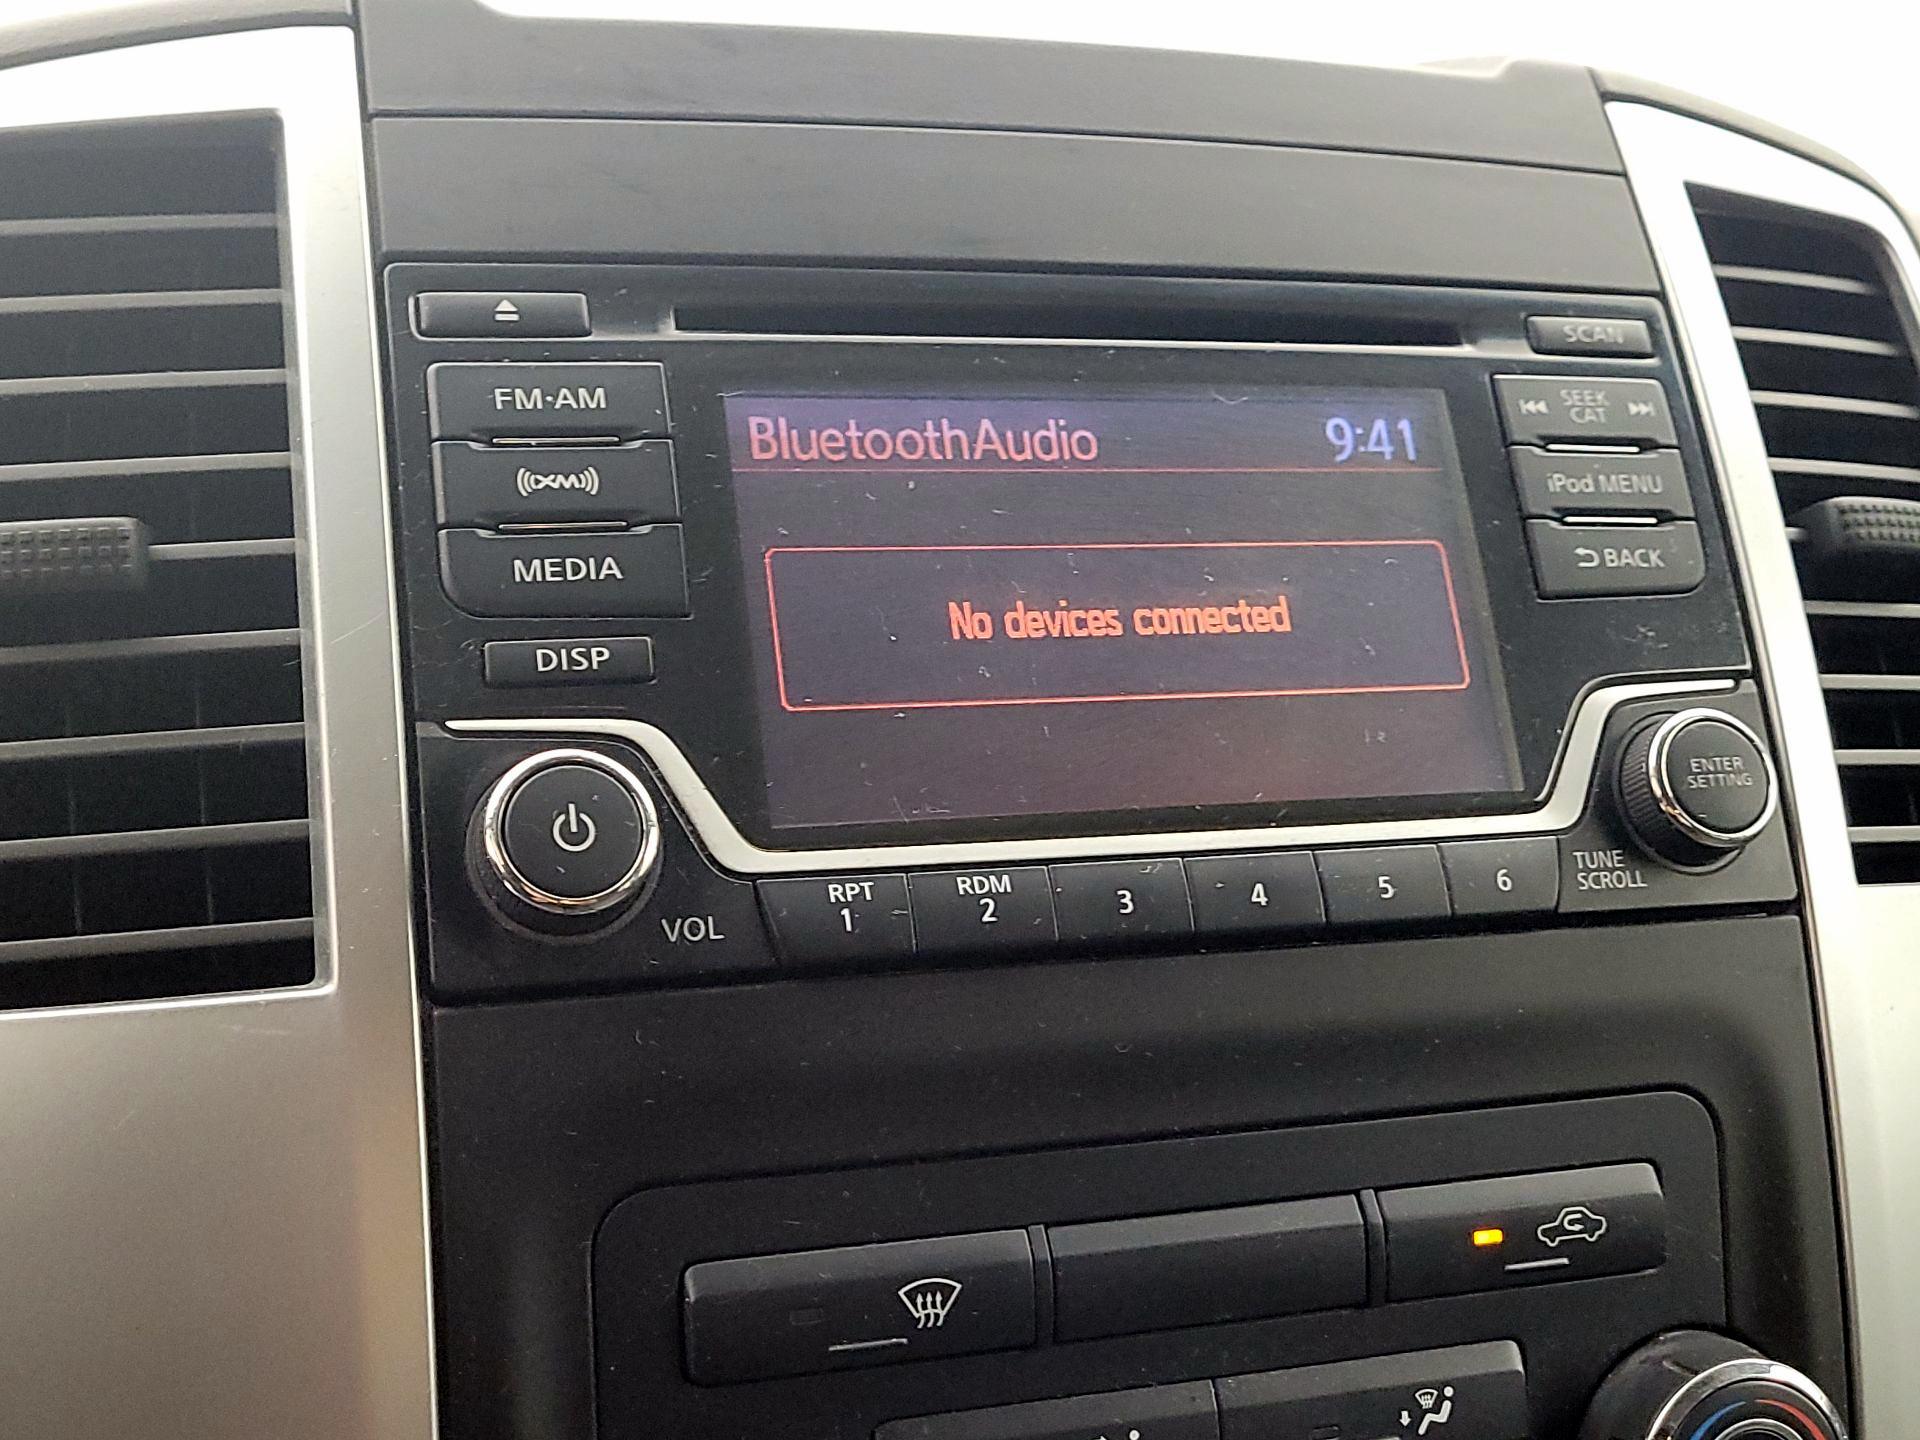 SCAN
FM·AM
SEEK
CAT
BluetoothAudio 9:41
((XM))
iPod MENU
MEDIA
BACK
No devices connected
DISP
ENTER
SETTING
TUNE
SCROLL
VOL
RPT
1
RDM
2
3
4
5
6